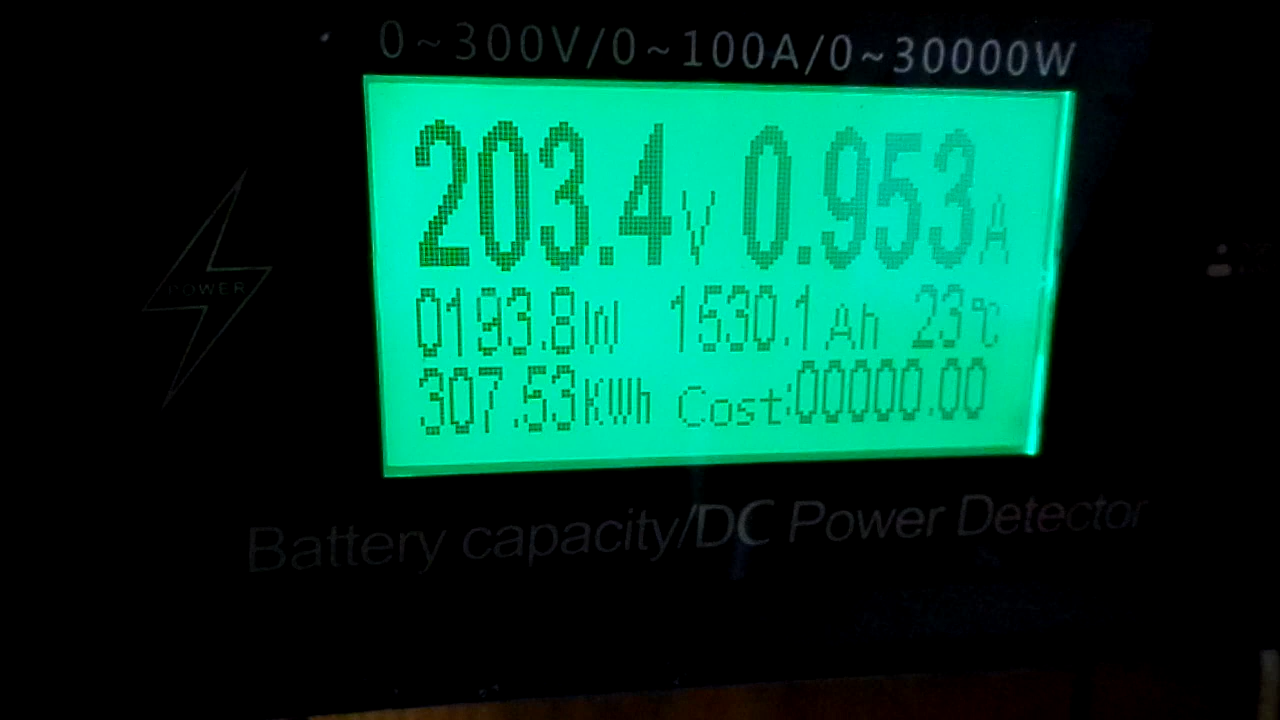 0~300V/0~100A/0~30000W
203.4V 0.953A
POWER
0193.8W 1530.1Ah 23℃
307.53KWh Cost:00000.00
Battery capacity/DC Power Detector